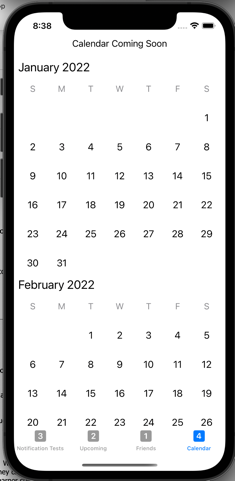 8:38
Calendar Coming Soon
January 2022
S M T W T F S
1
2 3 4 5 6 7 8
9 10 11 12 13 14 15
16 17 18 19 20 21 22
23 24 25 26 27 28 29
30 31
February 2022
S M T W T F S
1 2 3 4 5
6 7 8 9 10 11 12
13 14 15 16 17 18 19
20 21 22 23 24 25 26
3 2 1 4
Notification Tests Upcoming Friends Calendar